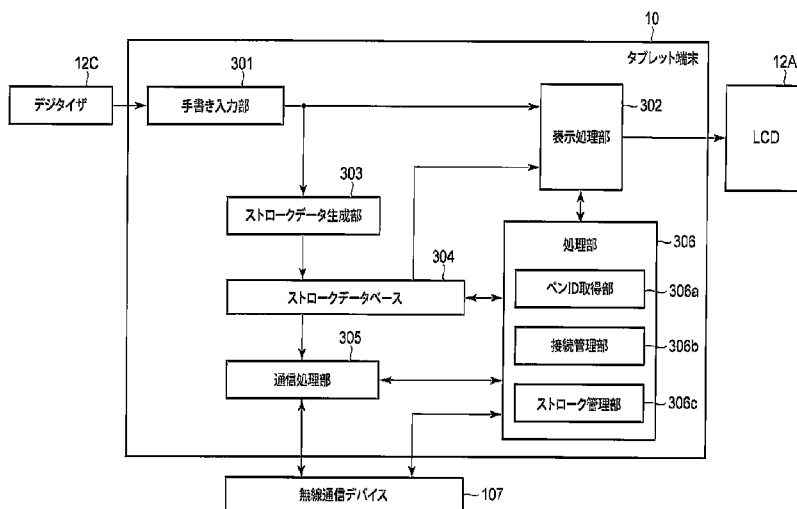 10
タブレット端末
12C
デジタイザ
301
手書き入力部
302
表示処理部
12A
LCD
303
ストロークデータ生成部
処理部
306
304
ストロークデータベース
ペンID取得部
306a
305
通信処理部
接続管理部
306b
ストローク管理部
306c
無線通信デバイス
107